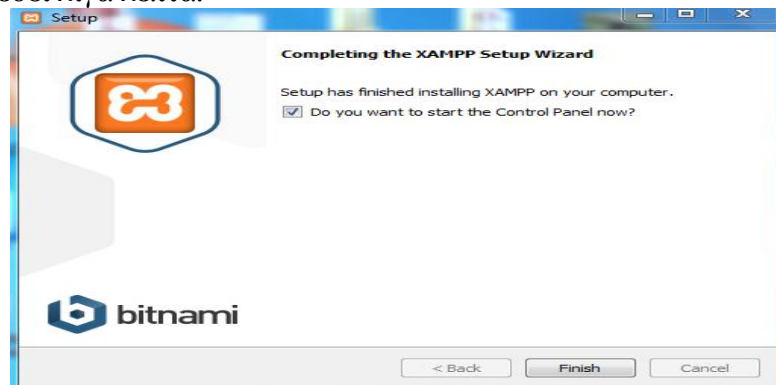 Setup
Completing the XAMPP Setup Wizard
Setup has finished installing XAMPP on your computer.
Do you want to start the Control Panel now?
bitnami
< Back Finish Cancel